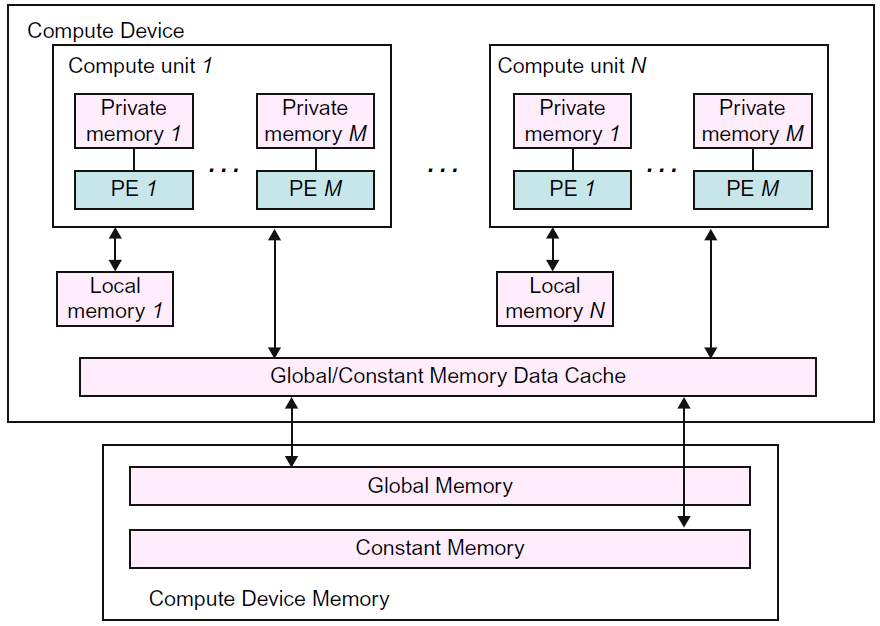 Compute Device
Compute unit 1
Private
memory 1
Private
memory M
PE 1
...
PE M
...
Compute unit N
Private
memory 1
Private
memory M
PE 1
...
PE M
Local
memory 1
Local
memory N
Global/Constant Memory Data Cache
Global Memory
Constant Memory
Compute Device Memory